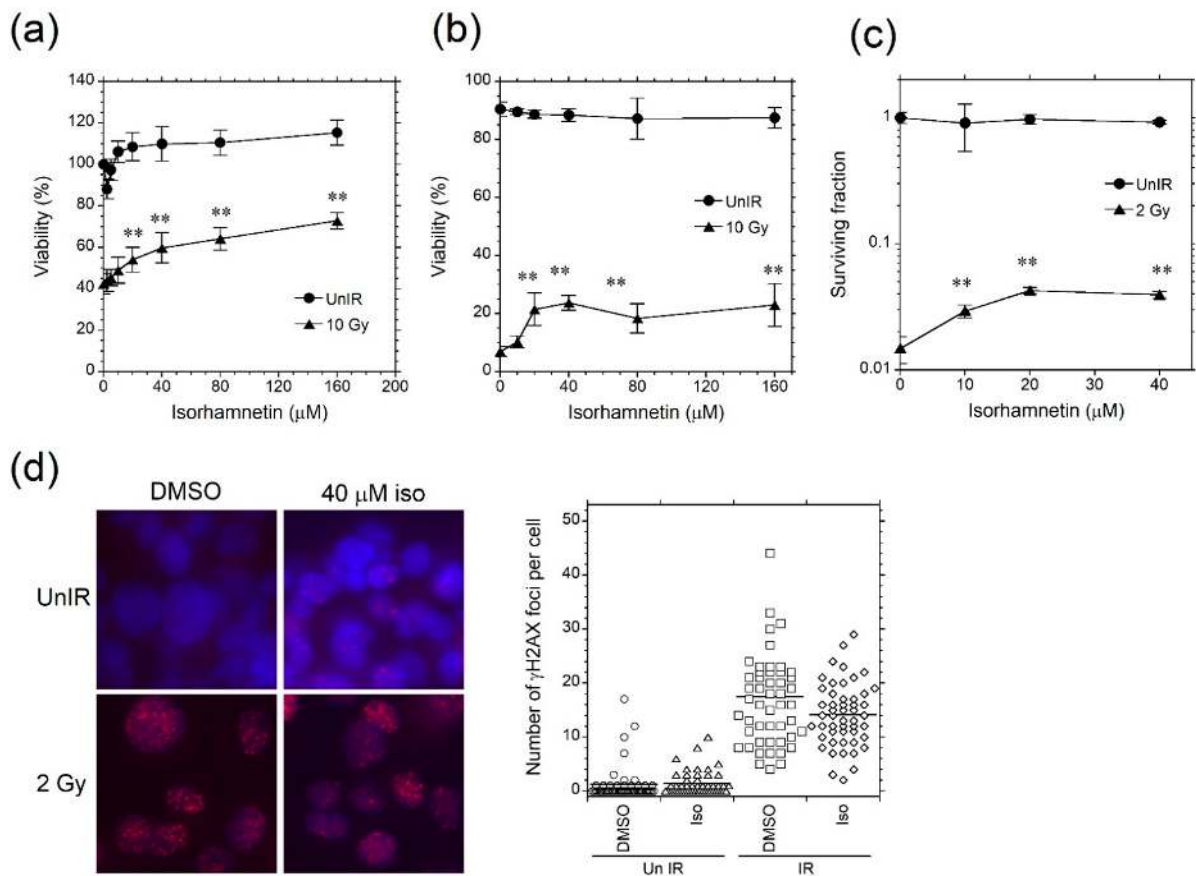 (a)
140
120
100
80
60
40
20
0
Viability (%)
**
**
**
**
UnIR
10 Gy
0 40 80 120 160 200
Isorhamnetin (μM)
(b)
100
80
60
40
20
0
Viability (%)
UnIR
10 Gy
**
**
**
**
0 40 80 120 160
Isorhamnetin (μM)
(c)
1
0.1
0.01
Surviving fraction
UnIR
2 Gy
**
**
**
0 10 20 30 40
Isorhamnetin (μM)
(d)
DMSO 40 μM iso
UnIR
2 Gy
50
40
30
20
10
0
Number of γH2AX foci per cell
DMSO
Iso
DMSO
Iso
Un IR IR